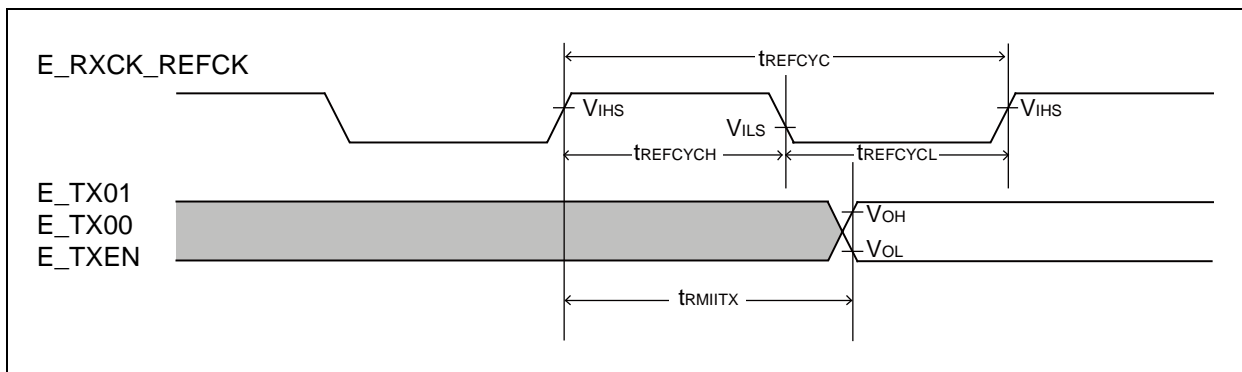 E_RXCK_REFCK
tREFCYC
VIHS
VILS
VIHS
tREFCYCH
tREFCYCL
E_TX01
E_TX00
E_TXEN
VOH
VOL
tRMIITX